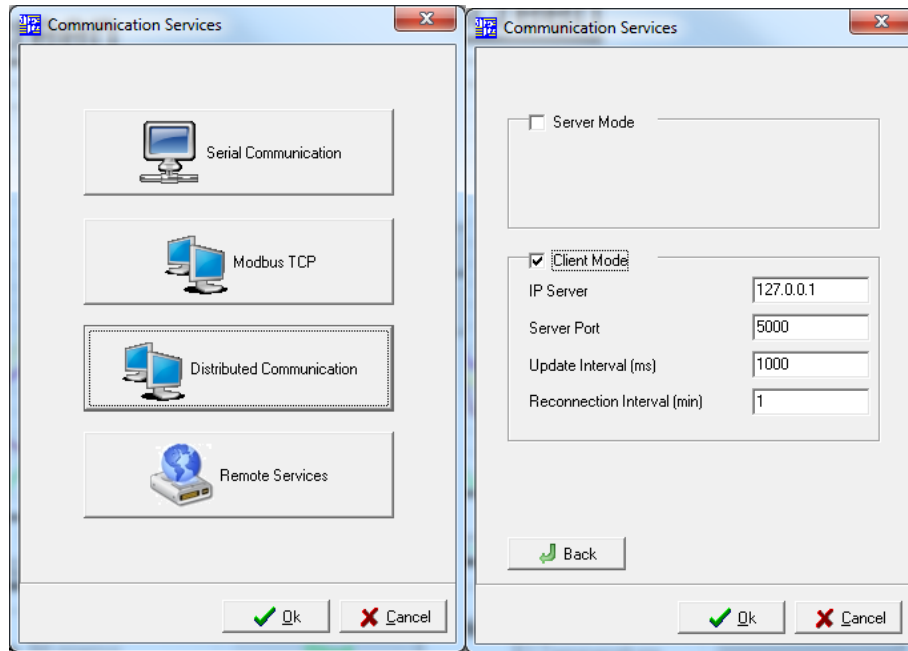 Communication Services
Serial Communication
Modbus TCP
Distributed Communication
Remote Services
Ok
Cancel
Communication Services
Server Mode
Client Mode
IP Server 127.0.0.1
Server Port 5000
Update Interval (ms) 1000
Reconnection Interval (min) 1
Back
Ok
Cancel